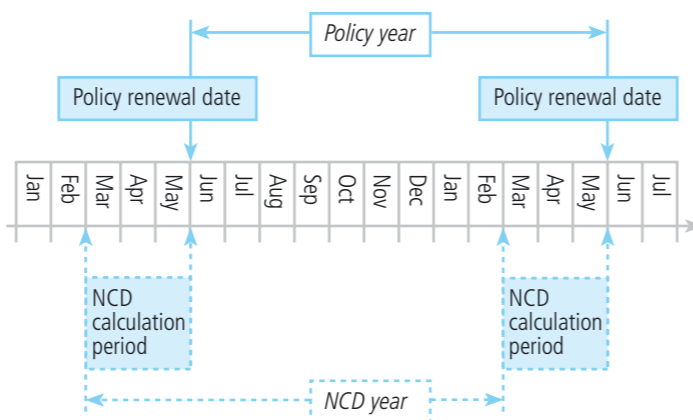 Policy year
Policy renewal date
Policy renewal date
Jan
Feb
Mar
Apr
May
Jun
Jul
Aug
Sep
Oct
Nov
Dec
Jan
Feb
Mar
Apr
May
Jun
Jul
NCD
calculation
period
NCD
calculation
period
NCD year